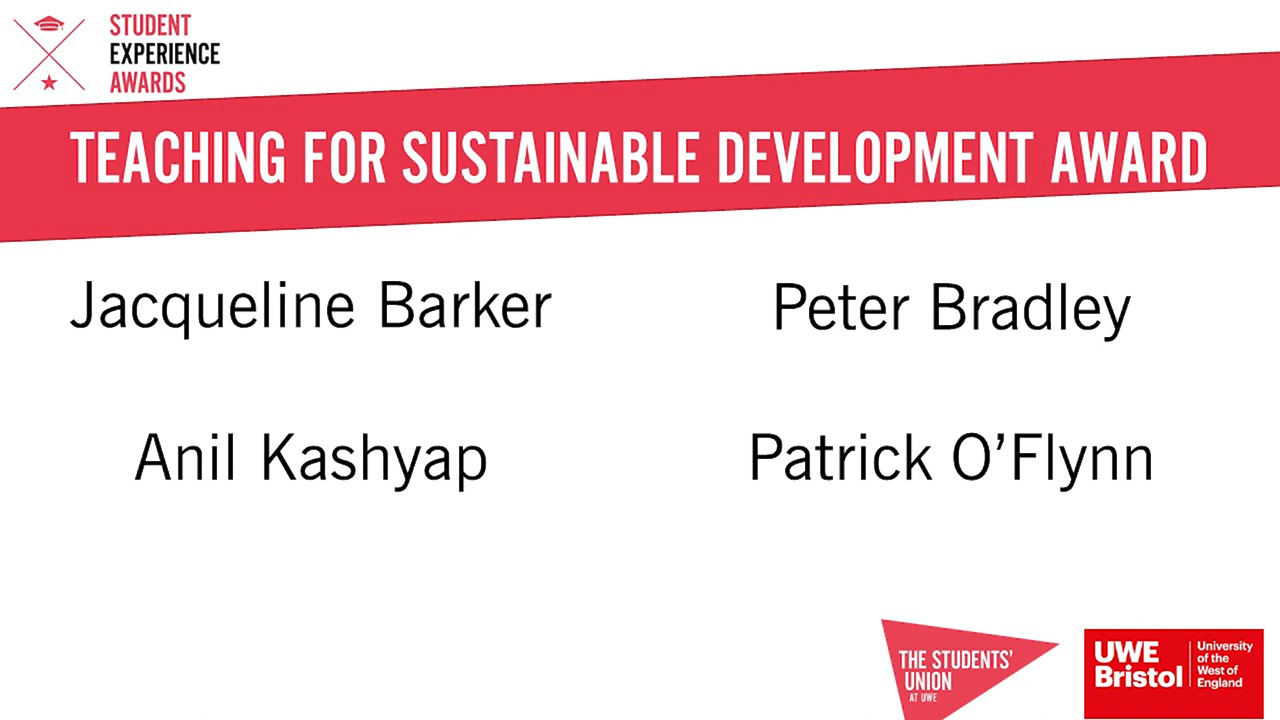 STUDENT
EXPERIENCE
AWARDS
TEACHING FOR SUSTAINABLE DEVELOPMENT AWARD
Jacqueline Barker
Peter Bradley
Anil Kashyap
Patrick O’Flynn
THE STUDENTS’
UNION
AT UWE
UWE
Bristol
University
of the
West of
England